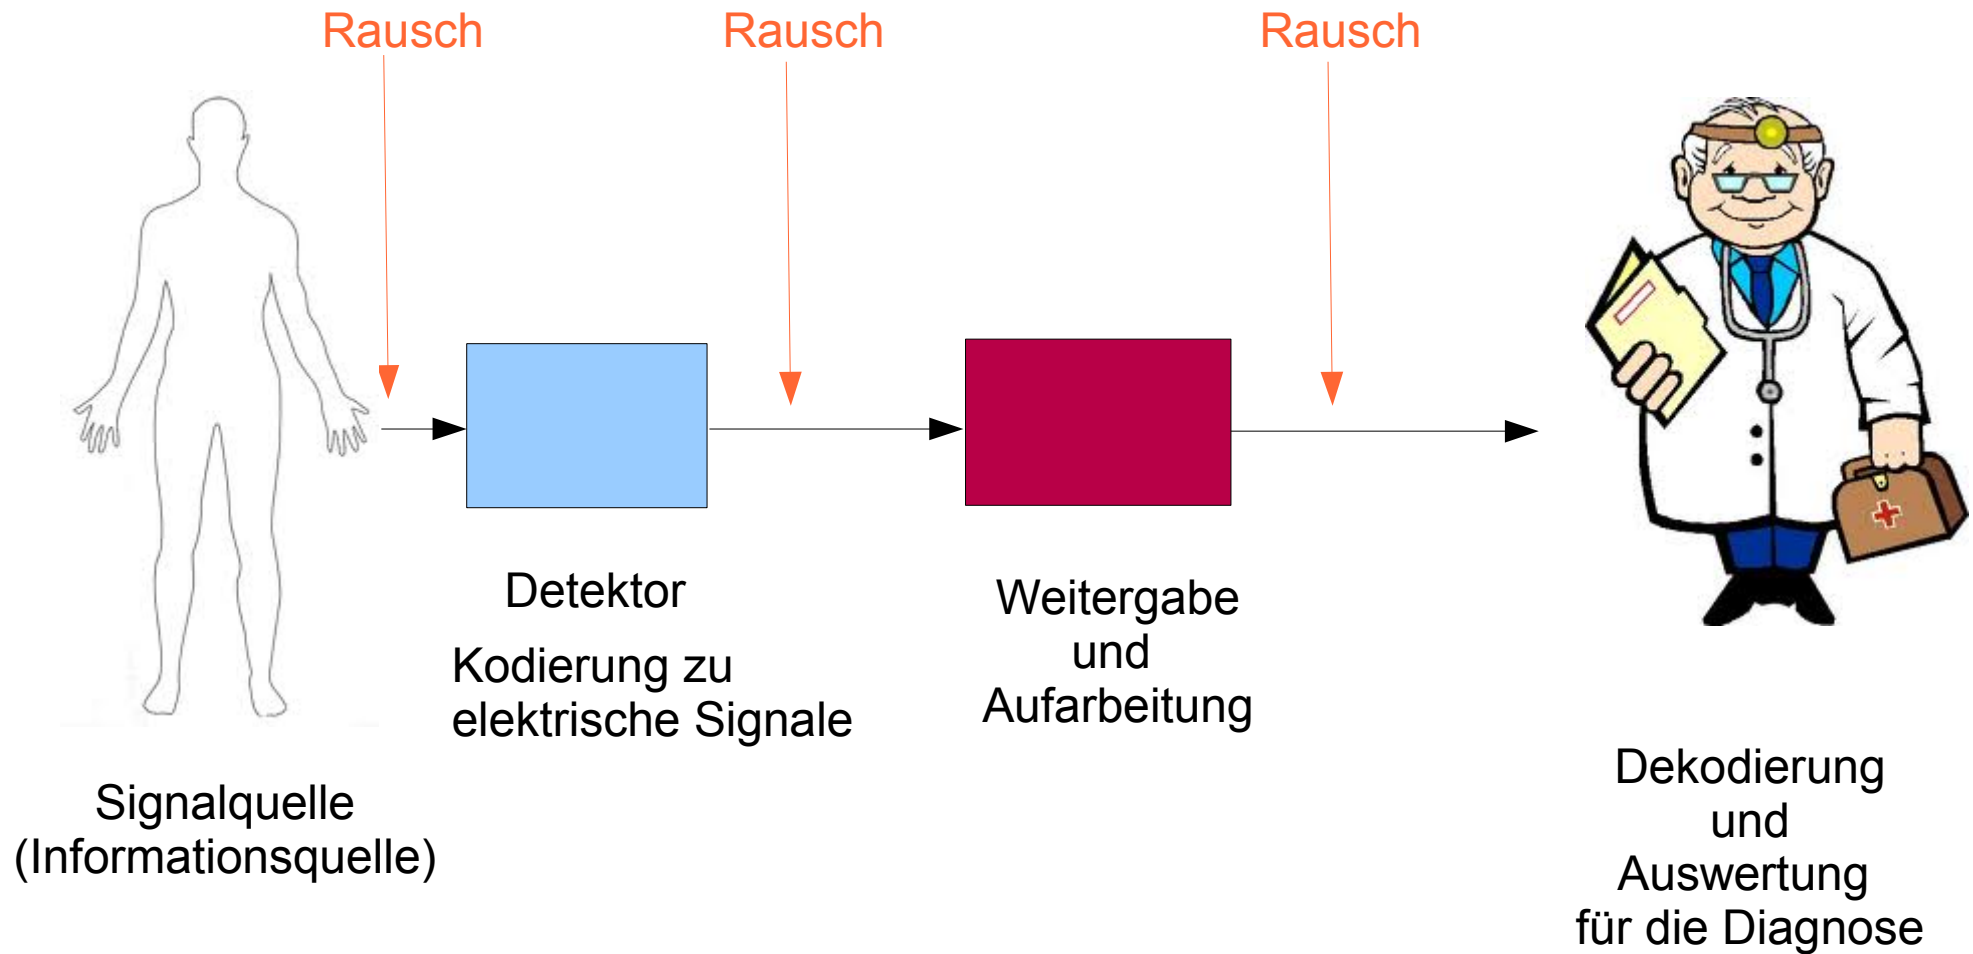 Rausch
Rausch
Rausch
Signalquelle
(Informationsquelle)
Detektor
Kodierung zu
elektrische Signale
Weitergabe
und
Aufarbeitung
Dekodierung
und
Auswertung
für die Diagnose